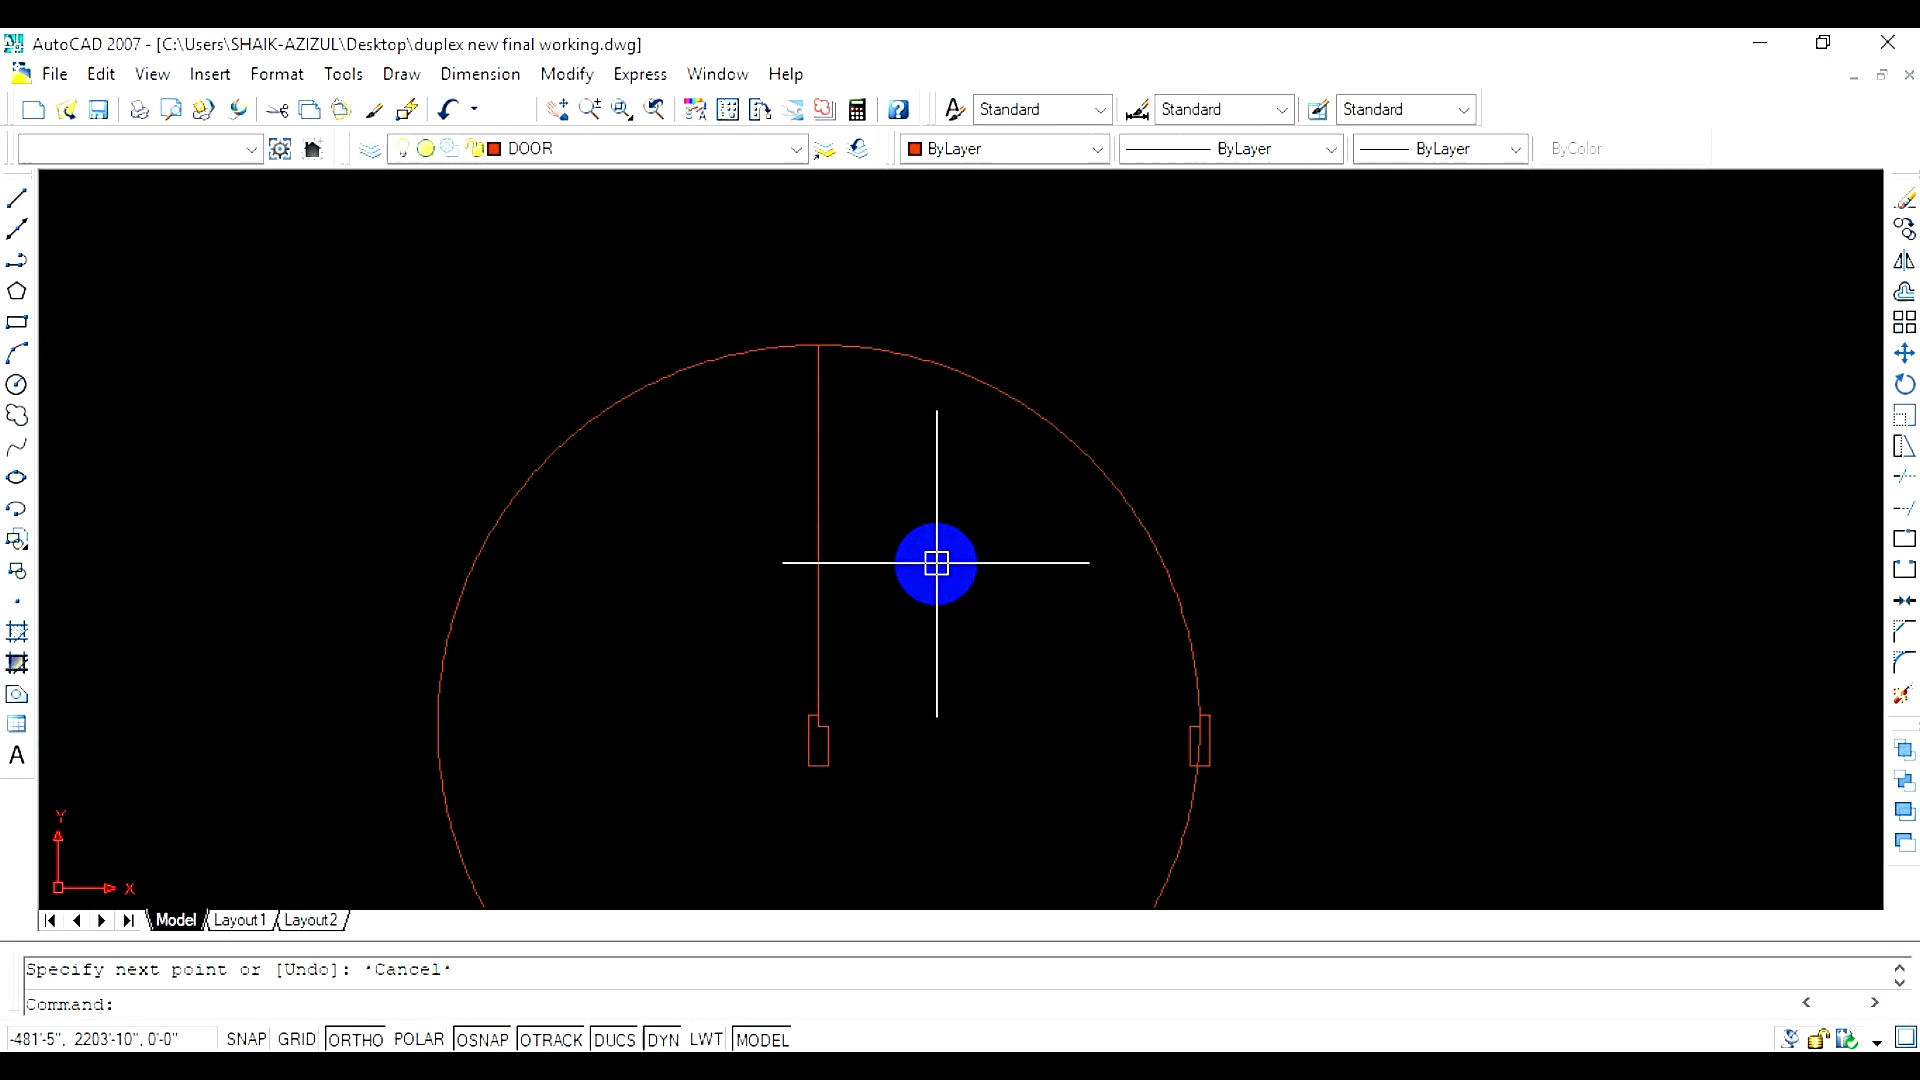 AutoCAD 2007 - [C:\Users\SHAIK-AZIZUL\Desktop\duplex new final working.dwg]
File Edit View Insert Format Tools Draw Dimension Modify Express Window Help
Standard Standard Standard
DOOR ByLayer ByLayer ByLayer ByColor
A
Y
X
Model Layout1 Layout2
Specify next point or [Undo]: *Cancel*
Command:
-481'-5", 2203'-10", 0'-0" SNAP GRID ORTHO POLAR OSNAP OTRACK DUCS DYN LWT MODEL